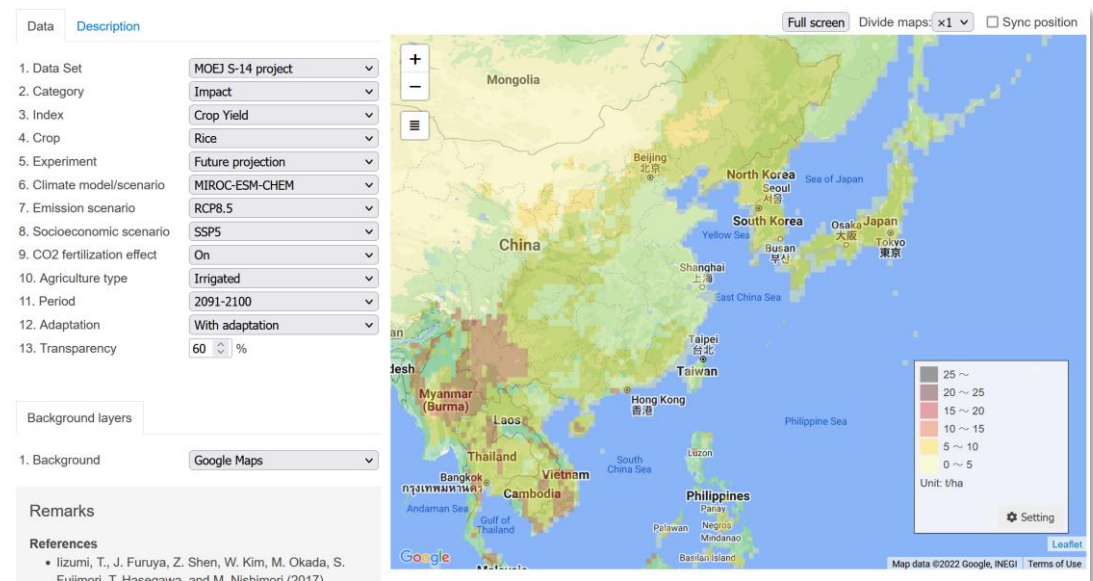 Data Description
Full screen Divide maps: ×1 Sync position
1. Data Set MOEJ S-14 project
2. Category Impact
3. Index Crop Yield
4. Crop Rice
5. Experiment Future projection
6. Climate model/scenario MIROC-ESM-CHEM
7. Emission scenario RCP8.5
8. Socioeconomic scenario SSP5
9. CO2 fertilization effect On
10. Agriculture type Irrigated
11. Period 2091-2100
12. Adaptation With adaptation
13. Transparency 60 %
Background layers
1. Background Google Maps
Remarks
References
• Iizumi, T., J. Furuya, Z. Shen, W. Kim, M. Okada, S.
Fujimori, T. Hasegawa, and M. Nishimori (2017)
+
−
Mongolia
Beijing
北京
North Korea
Sea of Japan
Seoul
서울
South Korea
Osaka Japan
大阪
Tokyo
東京
Yellow Sea
Busan
부산
China
Shanghai
上海
East China Sea
Taipei
台北
Taiwan
Myanmar
(Burma)
Hong Kong
香港
Laos
Philippine Sea
Thailand
Luzon
South
China Sea
Bangkok
กรุงเทพมหานคร
Vietnam
Cambodia
Andaman Sea
Gulf of
Thailand
Philippines
Panay
Negros
Palawan
Mindanao
Basilan Island
Malaysia
Google
25 ～
20 ～ 25
15 ～ 20
10 ～ 15
5 ～ 10
0 ～ 5
Unit: t/ha
Setting
Leaflet
Map data ©2022 Google, INEGI Terms of Use